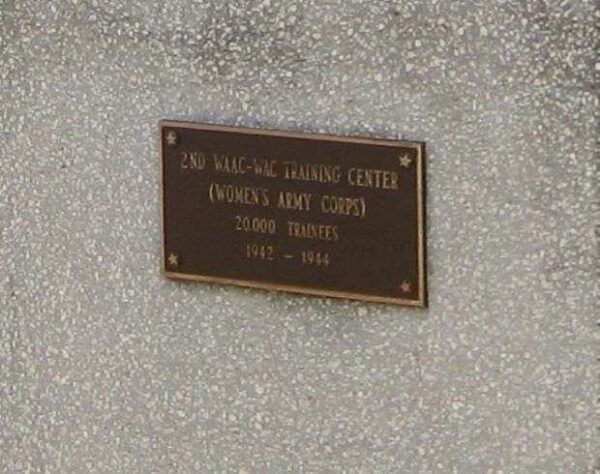 2ND WAAC-WAC TRAINING CENTER
(WOMEN'S ARMY CORPS)
20,000 TRAINEES
1942 - 1944